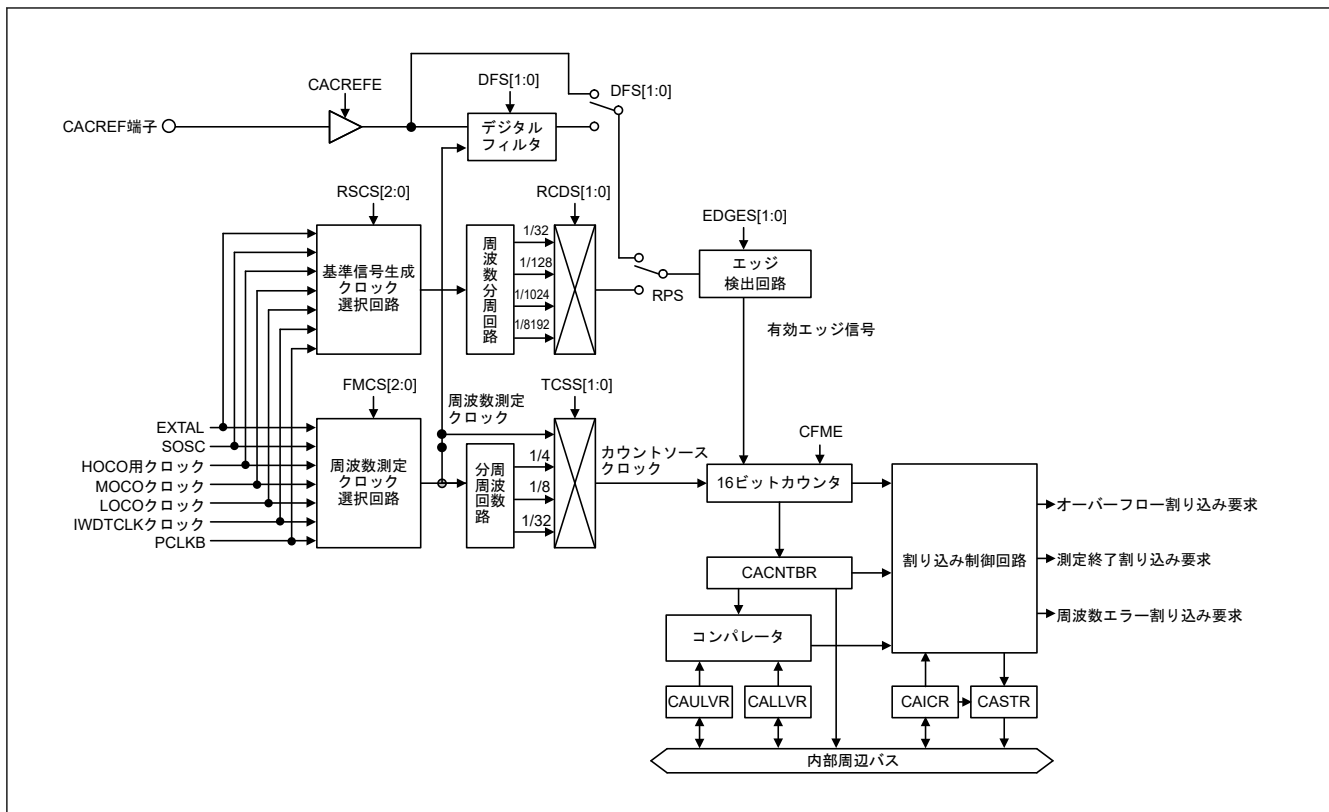 CACREFE
DFS[1:0]
DFS[1:0]
CACREF端子
デジタル
フィルタ
RSCS[2:0]
RCDS[1:0]
EDGES[1:0]
基準信号生成
クロック
選択回路
周波数分周回路
1/32
1/128
1/1024
1/8192
RPS
エッジ
検出回路
有効エッジ信号
FMCS[2:0]
周波数測定
クロック
TCSS[1:0]
EXTAL
SOSC
HOCO用クロック
MOCOクロック
LOCOクロック
IWDTCLKクロック
PCLKB
周波数測定
クロック
選択回路
分周
周波
回数
路
1/4
1/8
1/32
カウントソース
クロック
CFME
16ビットカウンタ
CACNTBR
コンパレータ
CAULVR
CALLVR
割り込み制御回路
CAICR
CASTR
オーバーフロー割り込み要求
測定終了割り込み要求
周波数エラー割り込み要求
内部周辺バス